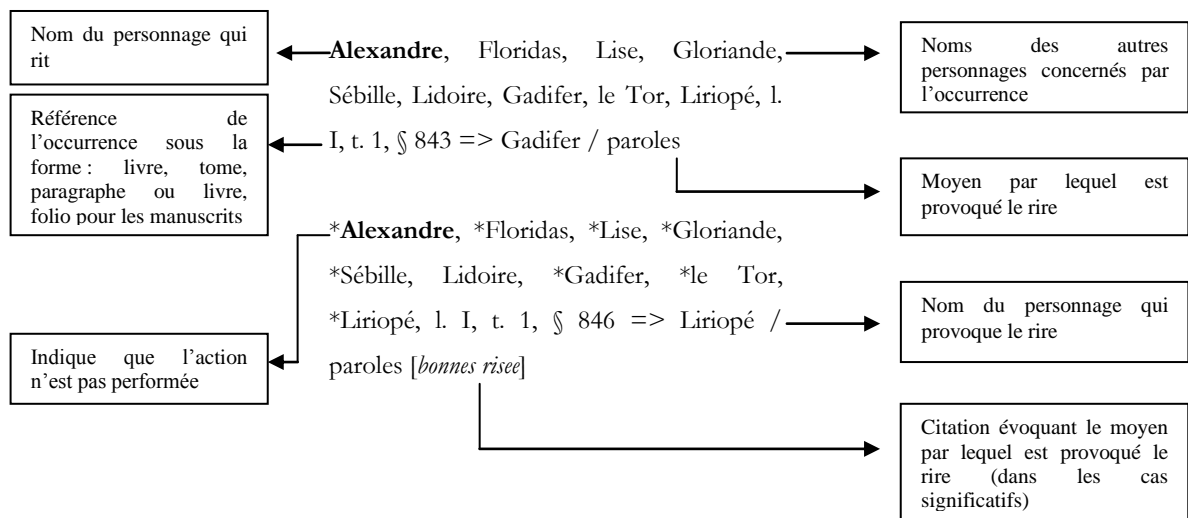 Nom du personnage qui
rit
Référence de
l'occurrence sous la
forme : livre, tome,
paragraphe ou livre,
folio pour les manuscrits
Indique que l'action
n'est pas performée
Alexandre, Floridas, Lise, Gloriande,
Sébille, Lidoire, Gadifer, le Tor, Liriopé, l.
I, t. 1, § 843 => Gadifer / paroles
*Alexandre, *Floridas, *Lise, *Gloriande,
*Sébille, Lidoire, *Gadifer, *le Tor,
*Liriopé, l. I, t. 1, § 846 => Liriopé /
paroles [bonnes risee]
Noms des autres
personnages concernés par
l'occurrence
Moyen par lequel est
provoqué le rire
Nom du personnage qui
provoque le rire
Citation évoquant le moyen
par lequel est provoqué le
rire (dans les cas
significatifs)